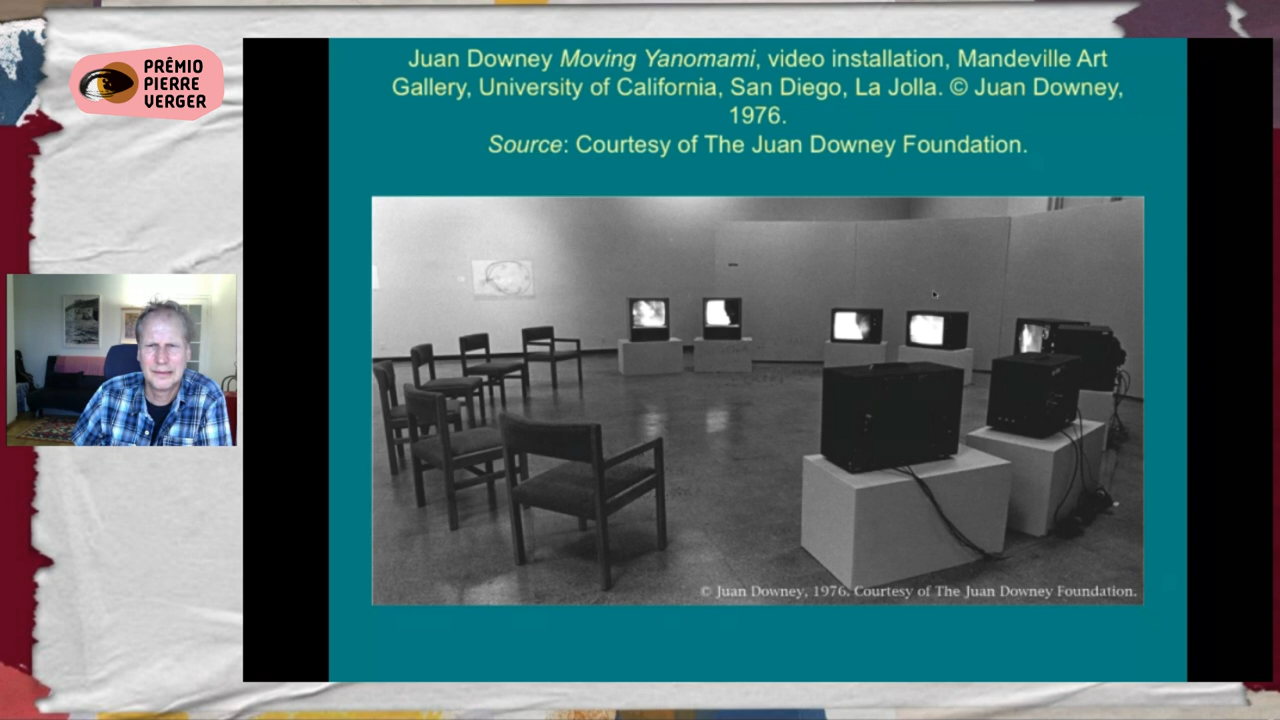 PRÊMIO
PIERRE
VERGER
Juan Downey Moving Yanomami, video installation, Mandeville Art
Gallery, University of California, San Diego, La Jolla. © Juan Downey,
1976.
Source: Courtesy of The Juan Downey Foundation.
© Juan Downey, 1976. Courtesy of The Juan Downey Foundation.